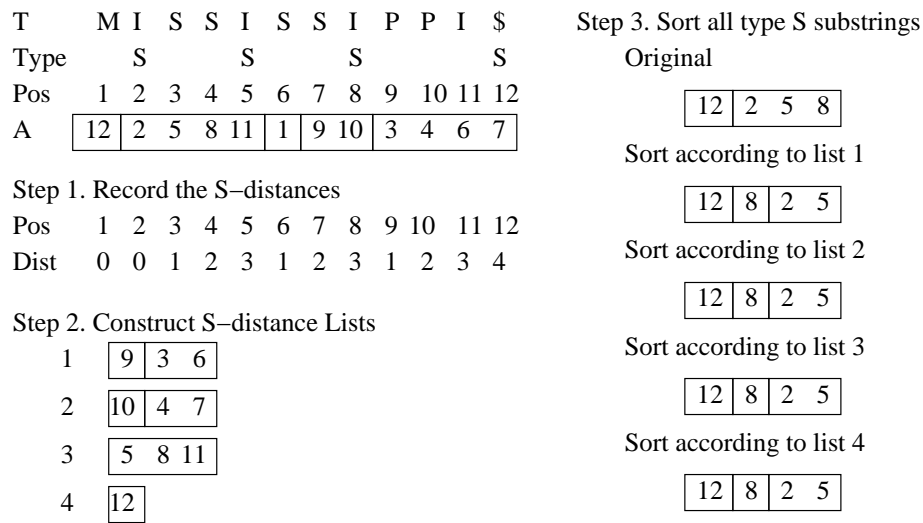 T M I S S I S S I P P I $
Type S S S S
Pos 1 2 3 4 5 6 7 8 9 10 11 12
A 12 2 5 8 11 1 9 10 3 4 6 7
Step 1. Record the S−distances
Pos 1 2 3 4 5 6 7 8 9 10 11 12
Dist 0 0 1 2 3 1 2 3 1 2 3 4
Step 2. Construct S−distance Lists
1 9 3 6
2 10 4 7
3 5 8 11
4 12
Step 3. Sort all type S substrings
Original
12 2 5 8
Sort according to list 1
12 8 2 5
Sort according to list 2
12 8 2 5
Sort according to list 3
12 8 2 5
Sort according to list 4
12 8 2 5